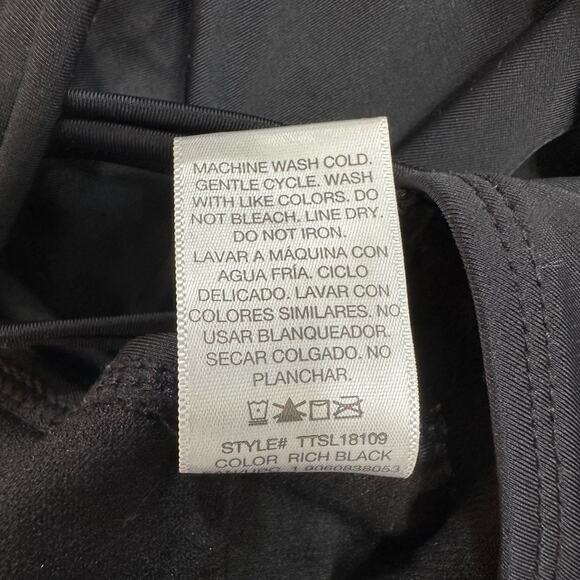 MACHINE WASH COLD.
GENTLE CYCLE. WASH
WITH LIKE COLORS. DO
NOT BLEACH. LINE DRY.
DO NOT IRON.
LAVAR A MÁQUINA CON
AGUA FRÍA. CICLO
DELICADO. LAVAR CON
COLORES SIMILARES. NO
USAR BLANQUEADOR.
SECAR COLGADO. NO
PLANCHAR.
STYLE# TTSL18109
COLOR RICH BLACK
1 9060838053